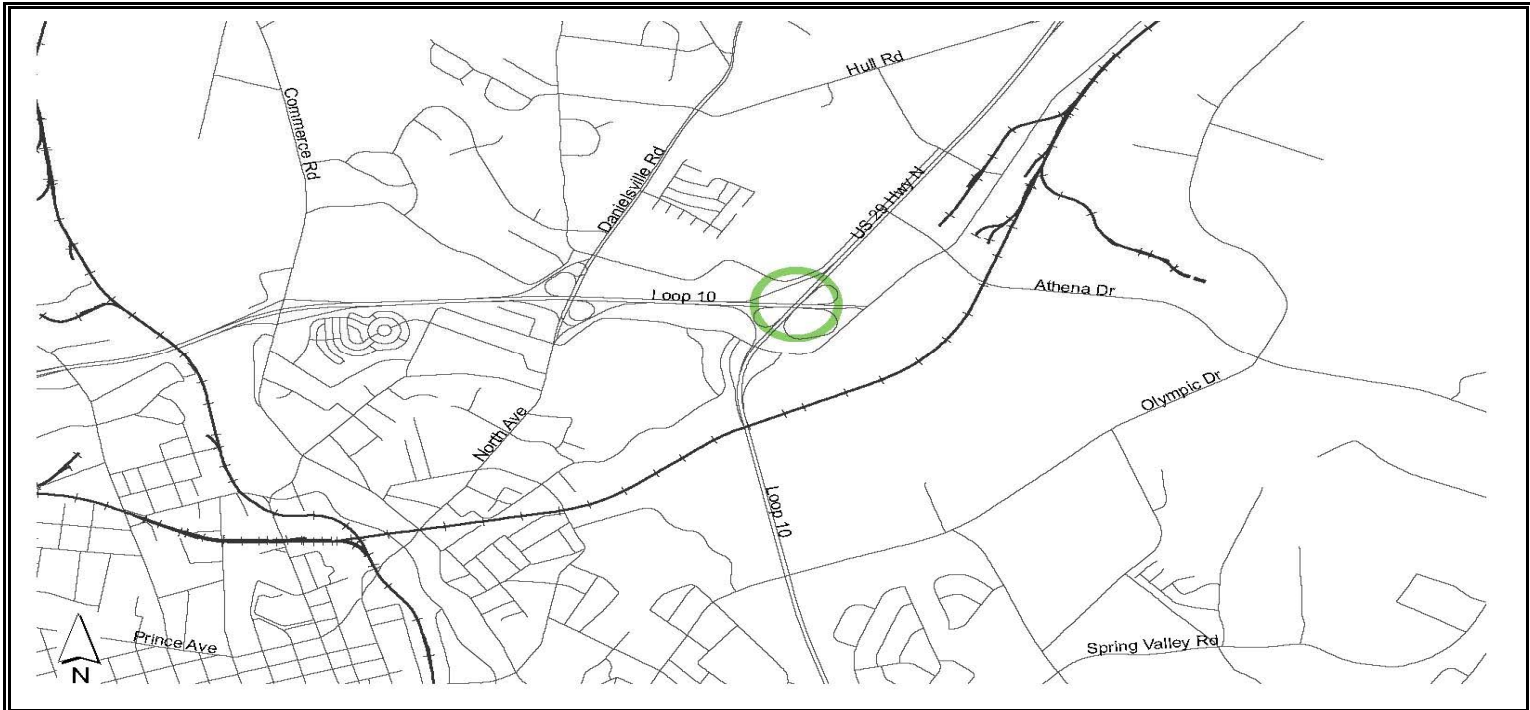 Hull Rd
Commerce Rd
Danielsville Rd
US 29 Hwy N
Loop 10
Athena Dr
Olympic Dr
North Ave
Loop 10
Prince Ave
Spring Valley Rd
N